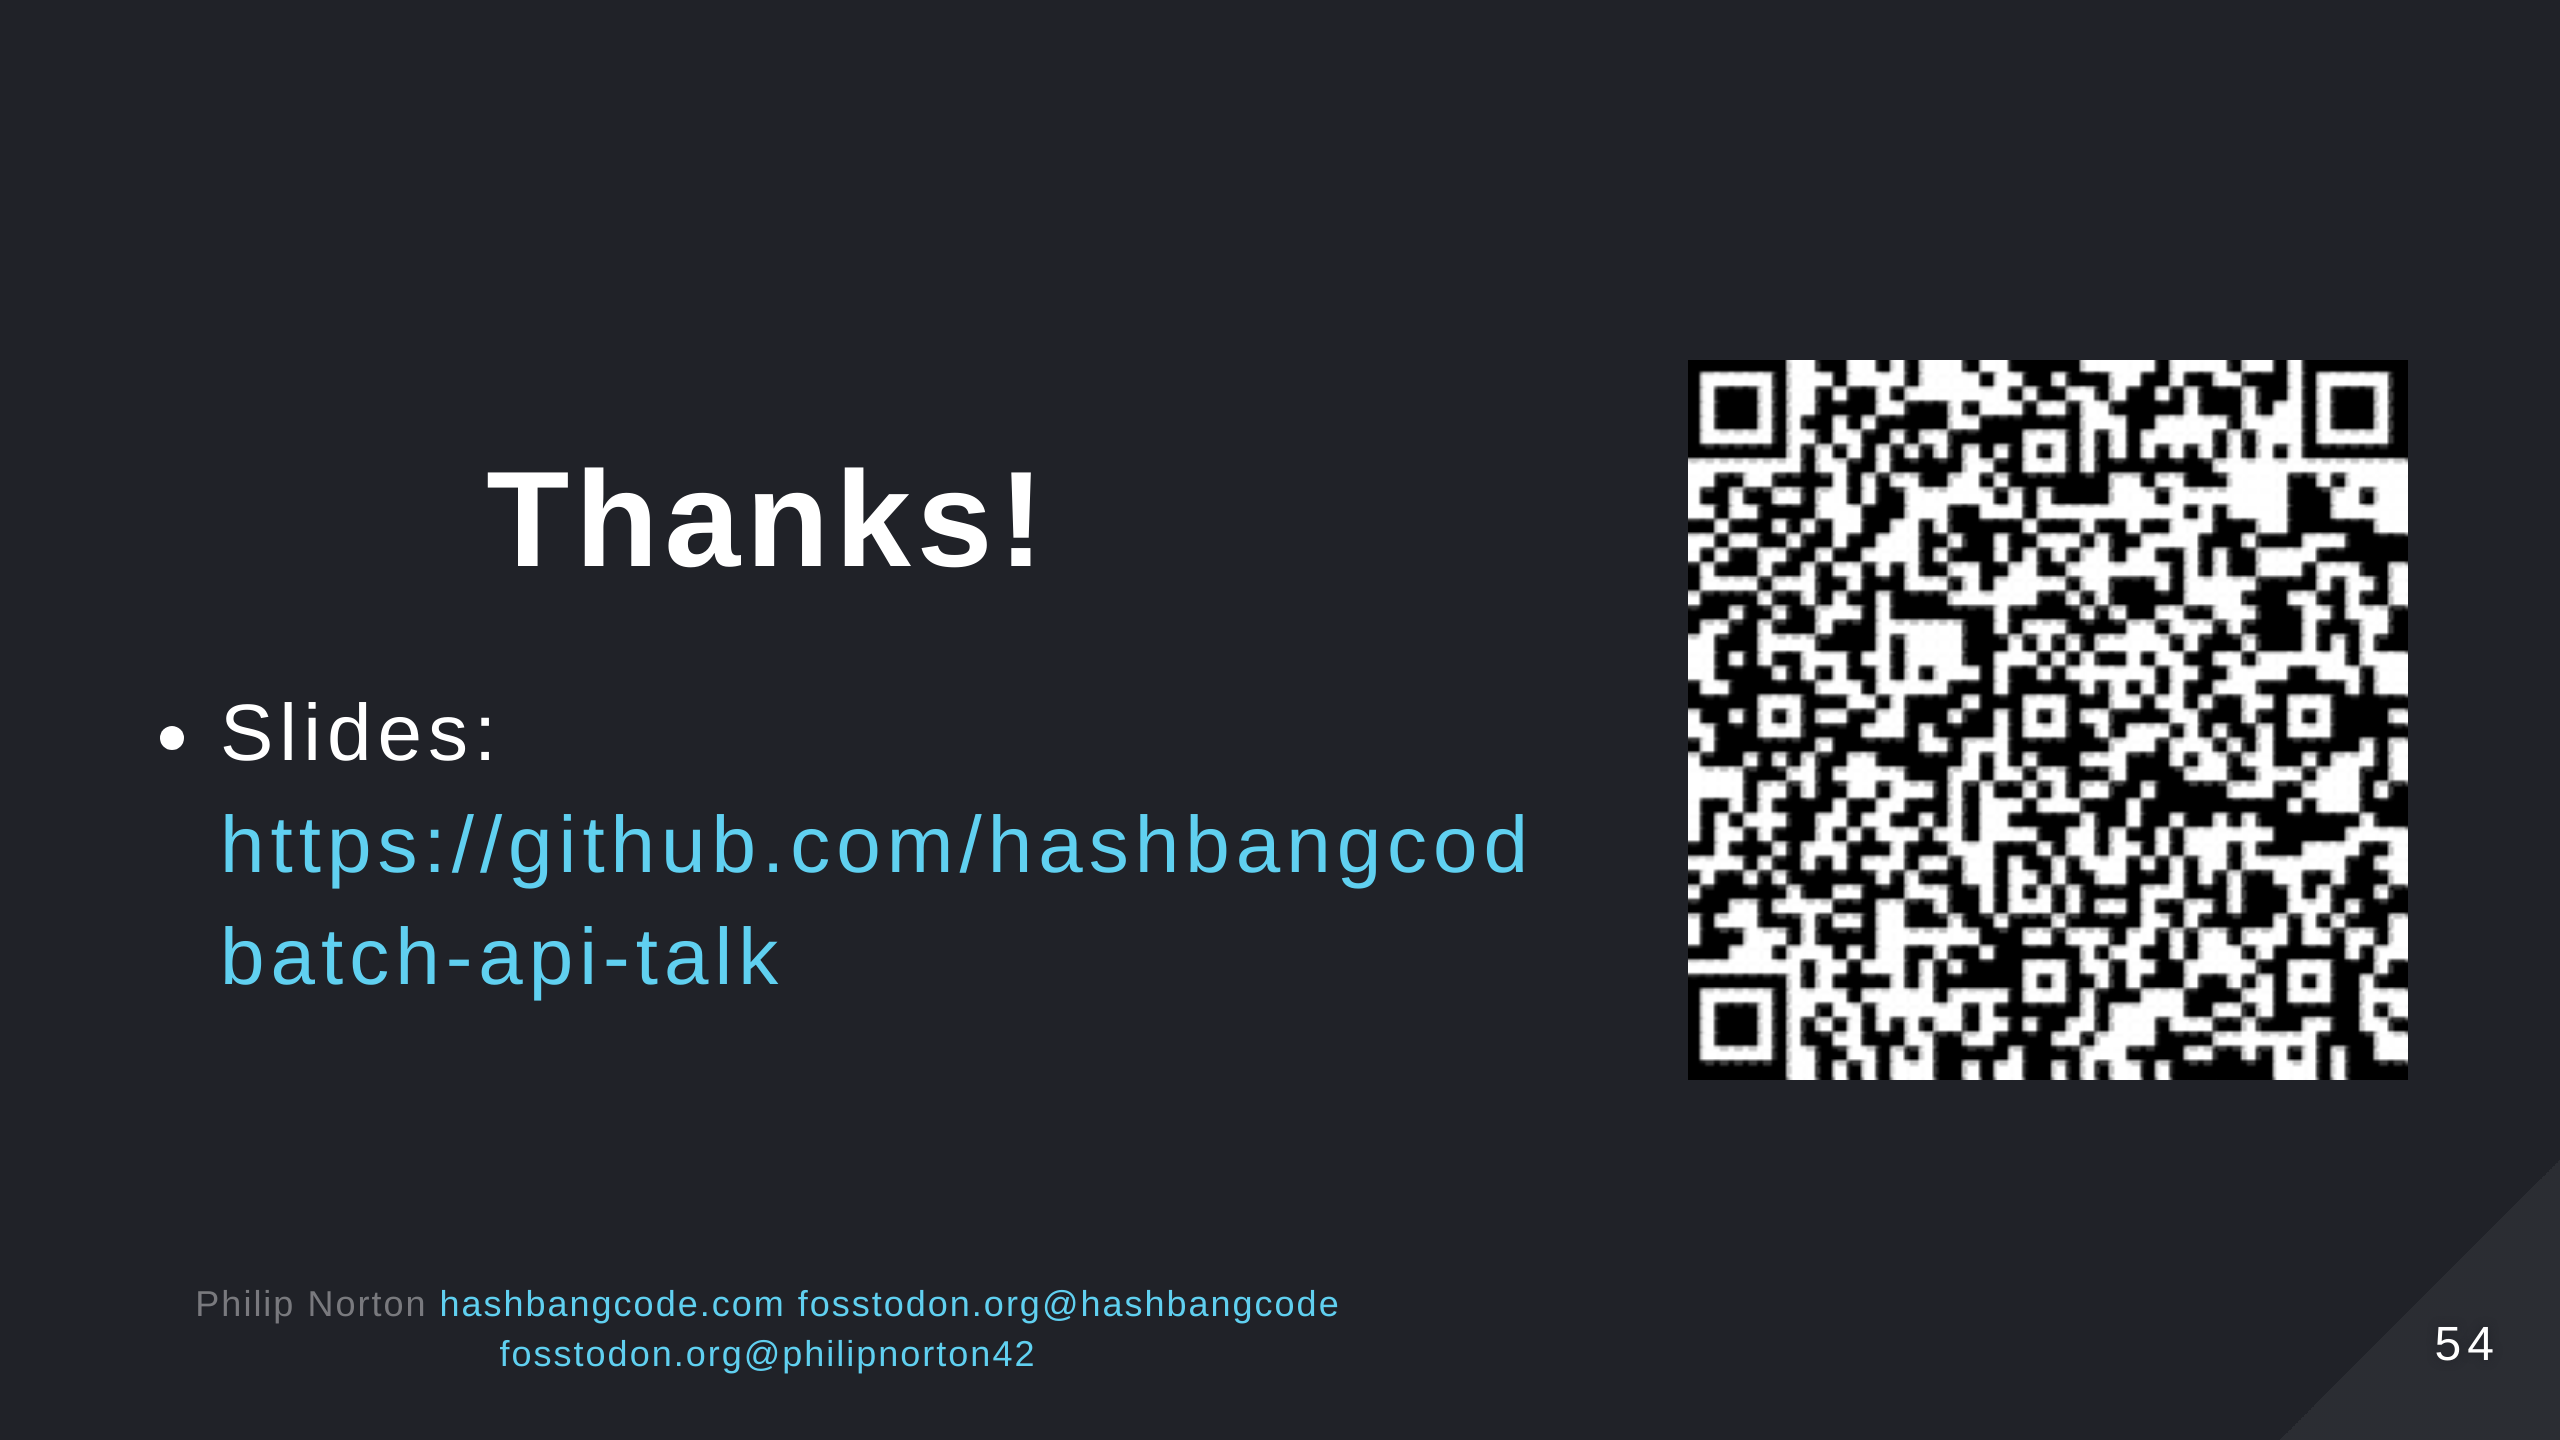 Thanks!
• Slides:
https://github.com/hashbangcod
batch-api-talk
Philip Norton hashbangcode.com fosstodon.org@hashbangcode
fosstodon.org@philipnorton42
54